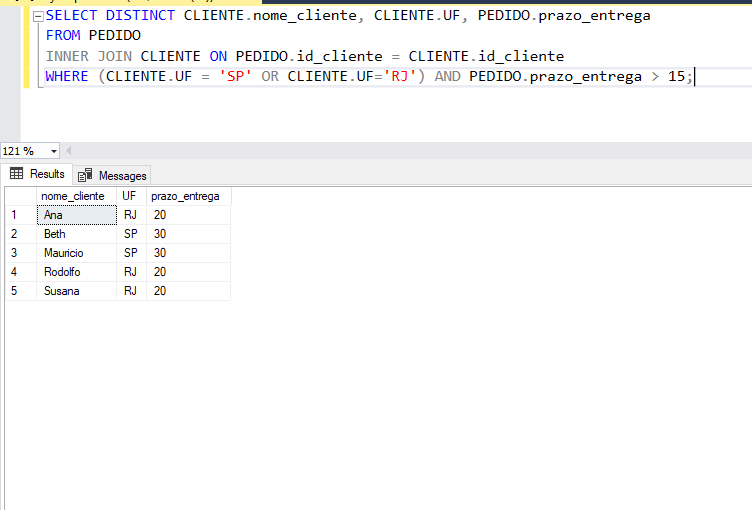 SELECT DISTINCT CLIENTE.nome_cliente, CLIENTE.UF, PEDIDO.prazo_entrega
FROM PEDIDO
INNER JOIN CLIENTE ON PEDIDO.id_cliente = CLIENTE.id_cliente
WHERE (CLIENTE.UF = 'SP' OR CLIENTE.UF='RJ') AND PEDIDO.prazo_entrega > 15;
121 %
Results Messages
nome_cliente UF prazo_entrega
1 Ana RJ 20
2 Beth SP 30
3 Mauricio SP 30
4 Rodolfo RJ 20
5 Susana RJ 20